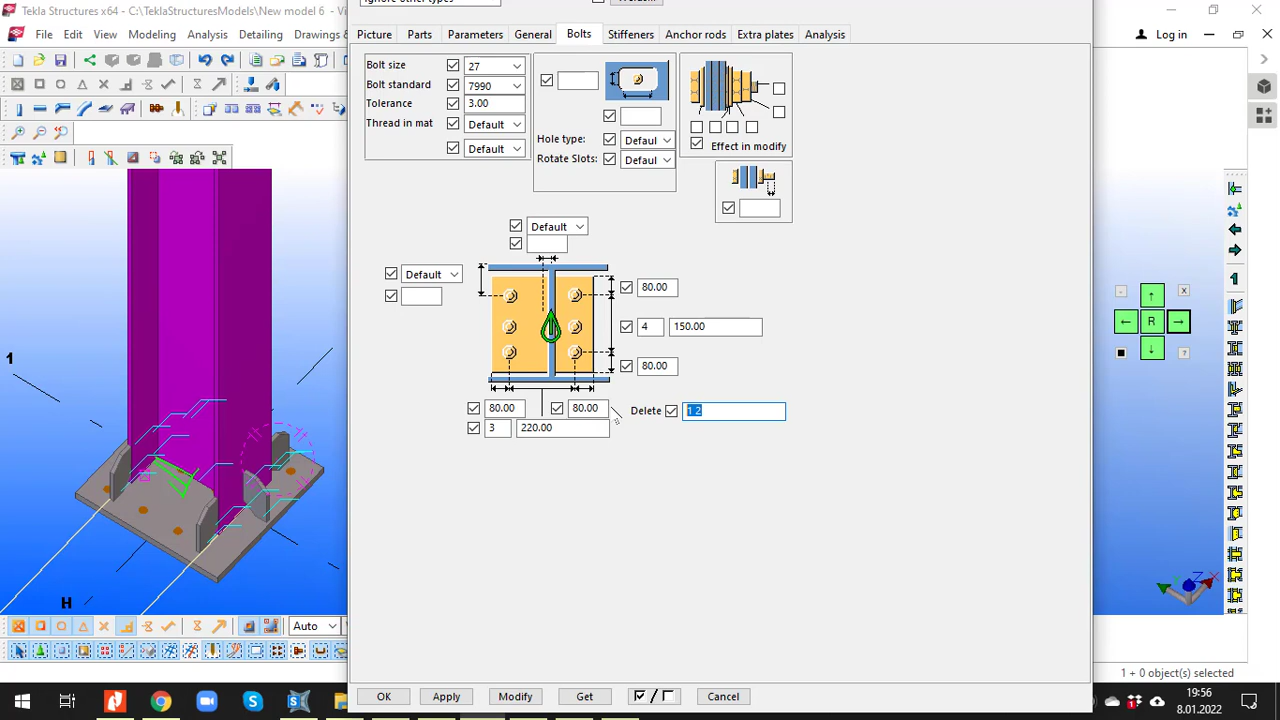 Tekla Structures x64 - C:\TeklaStructuresModels\New model 6 - Vi
Log in
File Edit View Modeling Analysis Detailing Drawings &
Picture Parts Parameters General Bolts Stiffeners Anchor rods Extra plates Analysis
Bolt size 27
Bolt standard 7990
Tolerance 3.00
Thread in mat Default
Default
Hole type: Defaul
Rotate Slots: Defaul
Effect in modify
Default
Default
80.00
4 150.00
80.00
80.00 80.00 Delete 1 2
3 220.00
R
x
?
1
H
Z X
Auto
OK Apply Modify Get / Cancel
1 + 0 object(s) selected
19:56
8.01.2022